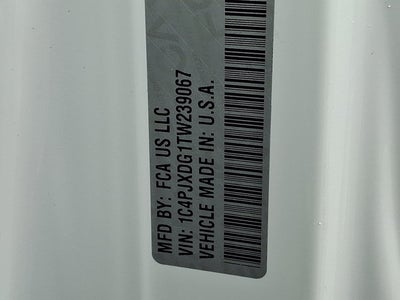 MFD BY: FCA US LLC
VIN: 1C4PJXDG1TW239067
VEHICLE MADE IN: U.S.A.